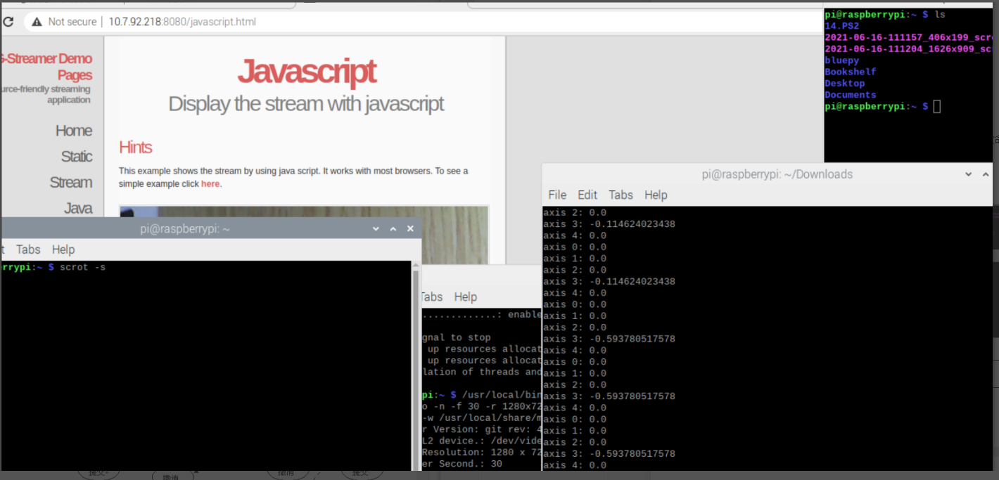 Not secure | 10.7.92.218:8080/javascript.html
-Streamer Demo
Pages
urce-friendly streaming
application
Home
Static
Stream
Java
Javascript
Display the stream with javascript
Hints
This example shows the stream by using java script. It works with most browsers. To see a
simple example click here.
pi@raspberrypi:~ $ ls
14.PS2
2021-06-16-111157_406x199_scr
2021-06-16-111204_1626x909_sc
bluepy
Bookshelf
Desktop
Documents
pi@raspberrypi:~ $
pi@raspberrypi: ~
t Tabs Help
rrypi:~ $ scrot -s
Tabs Help
.............: enable
gnal to stop
up resources allocat
up resources allocat
lation of threads and
pi:~ $ /usr/local/bin
o -n -f 30 -r 1280x72
-w /usr/local/share/m
r Version: git rev: 4
L2 device.: /dev/vide
Resolution: 1280 x 72
er Second.: 30
pi@raspberrypi: ~/Downloads
File Edit Tabs Help
axis 2: 0.0
axis 3: -0.114624023438
axis 4: 0.0
axis 0: 0.0
axis 1: 0.0
axis 2: 0.0
axis 3: -0.114624023438
axis 4: 0.0
axis 0: 0.0
axis 1: 0.0
axis 2: 0.0
axis 3: -0.593780517578
axis 4: 0.0
axis 0: 0.0
axis 1: 0.0
axis 2: 0.0
axis 3: -0.593780517578
axis 4: 0.0
axis 0: 0.0
axis 1: 0.0
axis 2: 0.0
axis 3: -0.593780517578
axis 4: 0.0